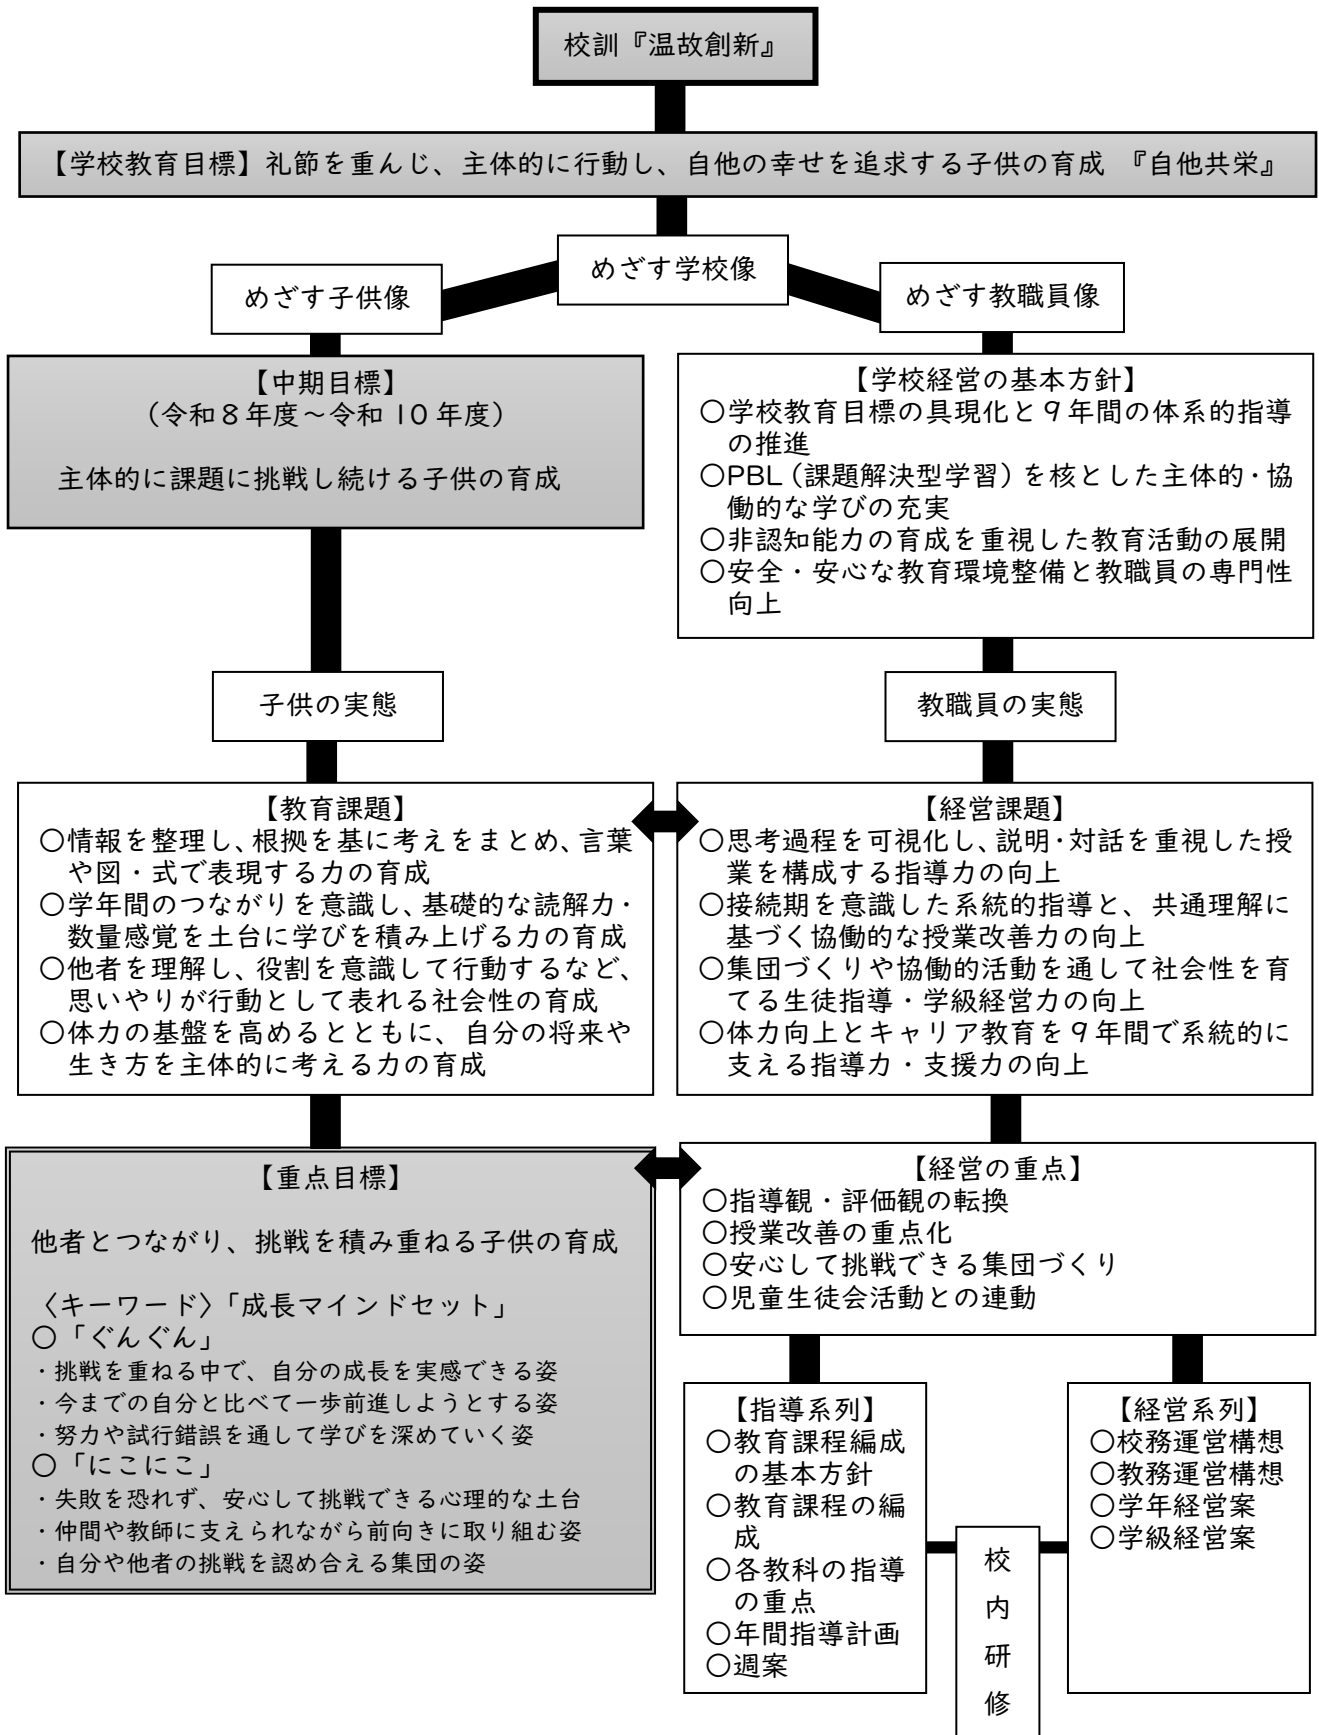 校訓『温故創新』
【学校教育目標】礼節を重んじ、主体的に行動し、自他の幸せを追求する子供の育成 『自他共栄』
めざす学校像
めざす子供像
めざす教職員像
【中期目標】
（令和８年度～令和10年度）
主体的に課題に挑戦し続ける子供の育成
【学校経営の基本方針】
○学校教育目標の具現化と９年間の体系的指導
の推進
○PBL（課題解決型学習）を核とした主体的・協
働的な学びの充実
○非認知能力の育成を重視した教育活動の展開
○安全・安心な教育環境整備と教職員の専門性
向上
子供の実態
教職員の実態
【教育課題】
○情報を整理し、根拠を基に考えをまとめ、言葉
や図・式で表現する力の育成
○学年間のつながりを意識し、基礎的な読解力・
数量感覚を土台に学びを積み上げる力の育成
○他者を理解し、役割を意識して行動するなど、
思いやりが行動として表れる社会性の育成
○体力の基盤を高めるとともに、自分の将来や
生き方を主体的に考える力の育成
【経営課題】
○思考過程を可視化し、説明・対話を重視した授
業を構成する指導力の向上
○接続期を意識した系統的指導と、共通理解に
基づく協働的な授業改善力の向上
○集団づくりや協働的活動を通して社会性を育
てる生徒指導・学級経営力の向上
○体力向上とキャリア教育を９年間で系統的に
支える指導力・支援力の向上
【重点目標】
他者とつながり、挑戦を積み重ねる子供の育成
〈キーワード〉「成長マインドセット」
○「ぐんぐん」
・挑戦を重ねる中で、自分の成長を実感できる姿
・今までの自分と比べて一歩前進しようとする姿
・努力や試行錯誤を通して学びを深めていく姿
○「にこにこ」
・失敗を恐れず、安心して挑戦できる心理的な土台
・仲間や教師に支えられながら前向きに取り組む姿
・自分や他者の挑戦を認め合える集団の姿
【経営の重点】
○指導観・評価観の転換
○授業改善の重点化
○安心して挑戦できる集団づくり
○児童生徒会活動との連動
【指導系列】
○教育課程編成
の基本方針
○教育課程の編
成
○各教科の指導
の重点
○年間指導計画
○週案
【経営系列】
○校務運営構想
○教務運営構想
○学年経営案
○学級経営案
校
内
研
修